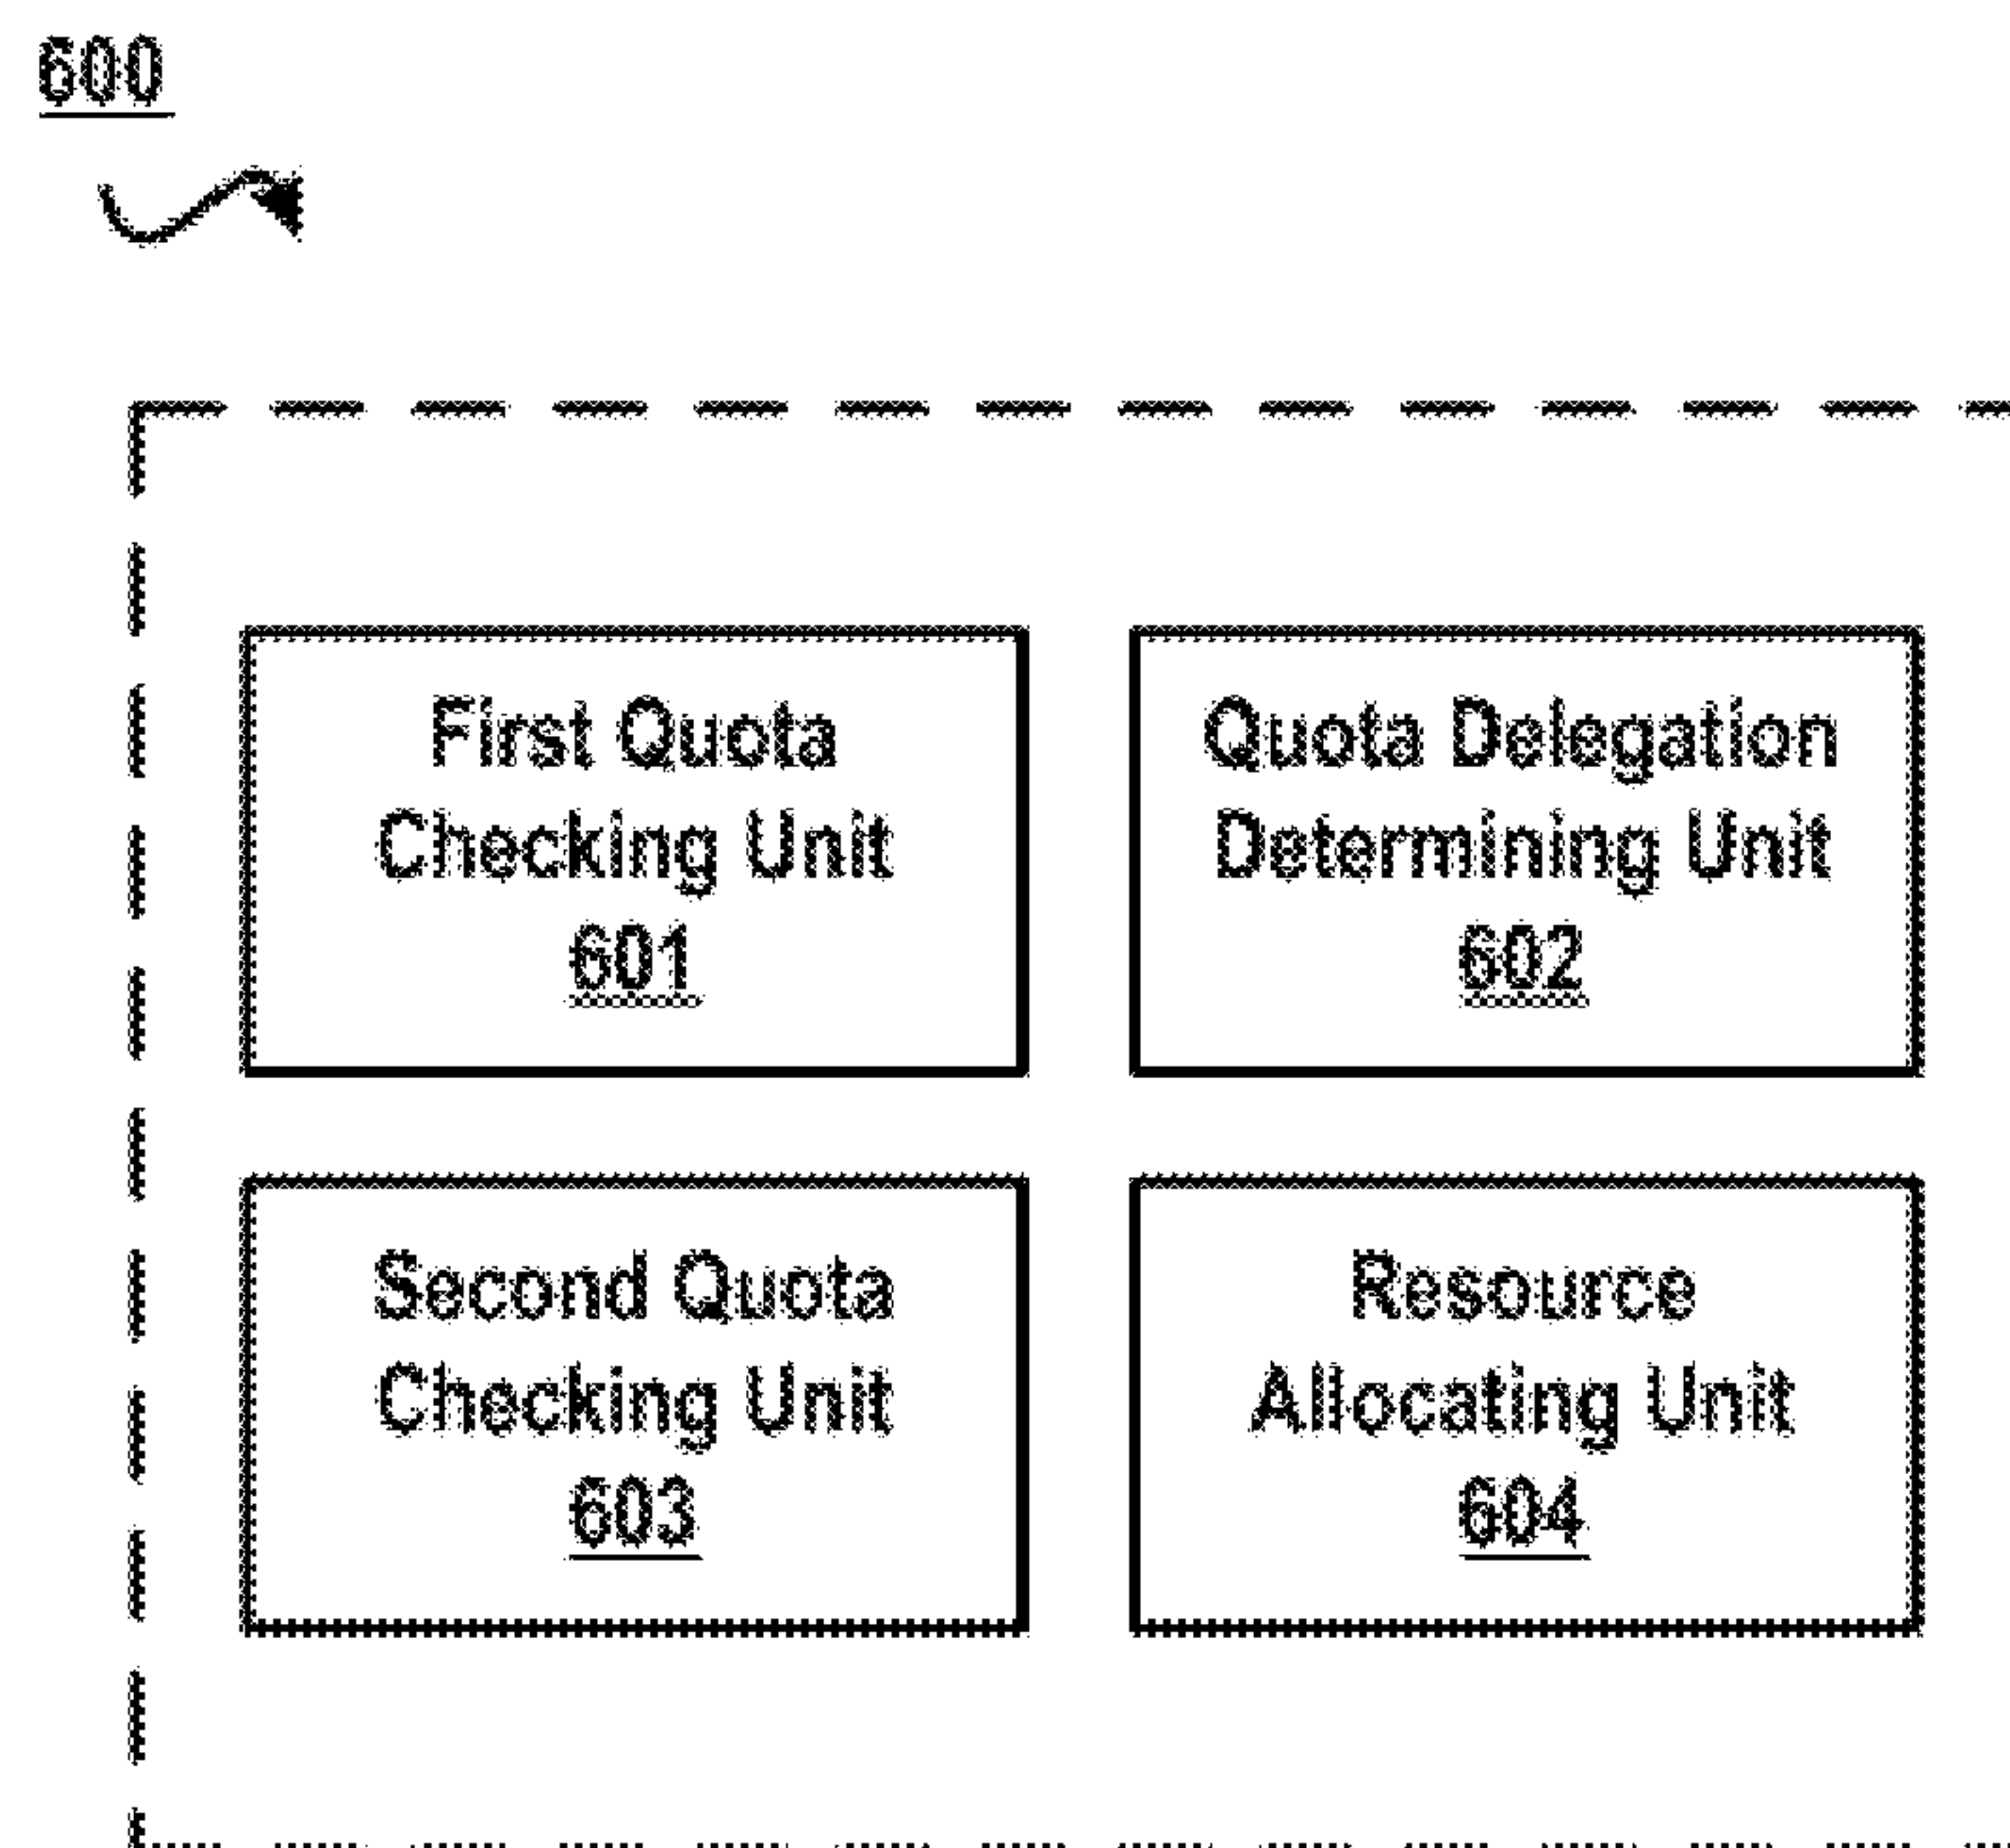 600
First Quota
Checking Unit
601
Quota Delegation
Determining Unit
602
Second Quota
Checking Unit
603
Resource
Allocating Unit
604